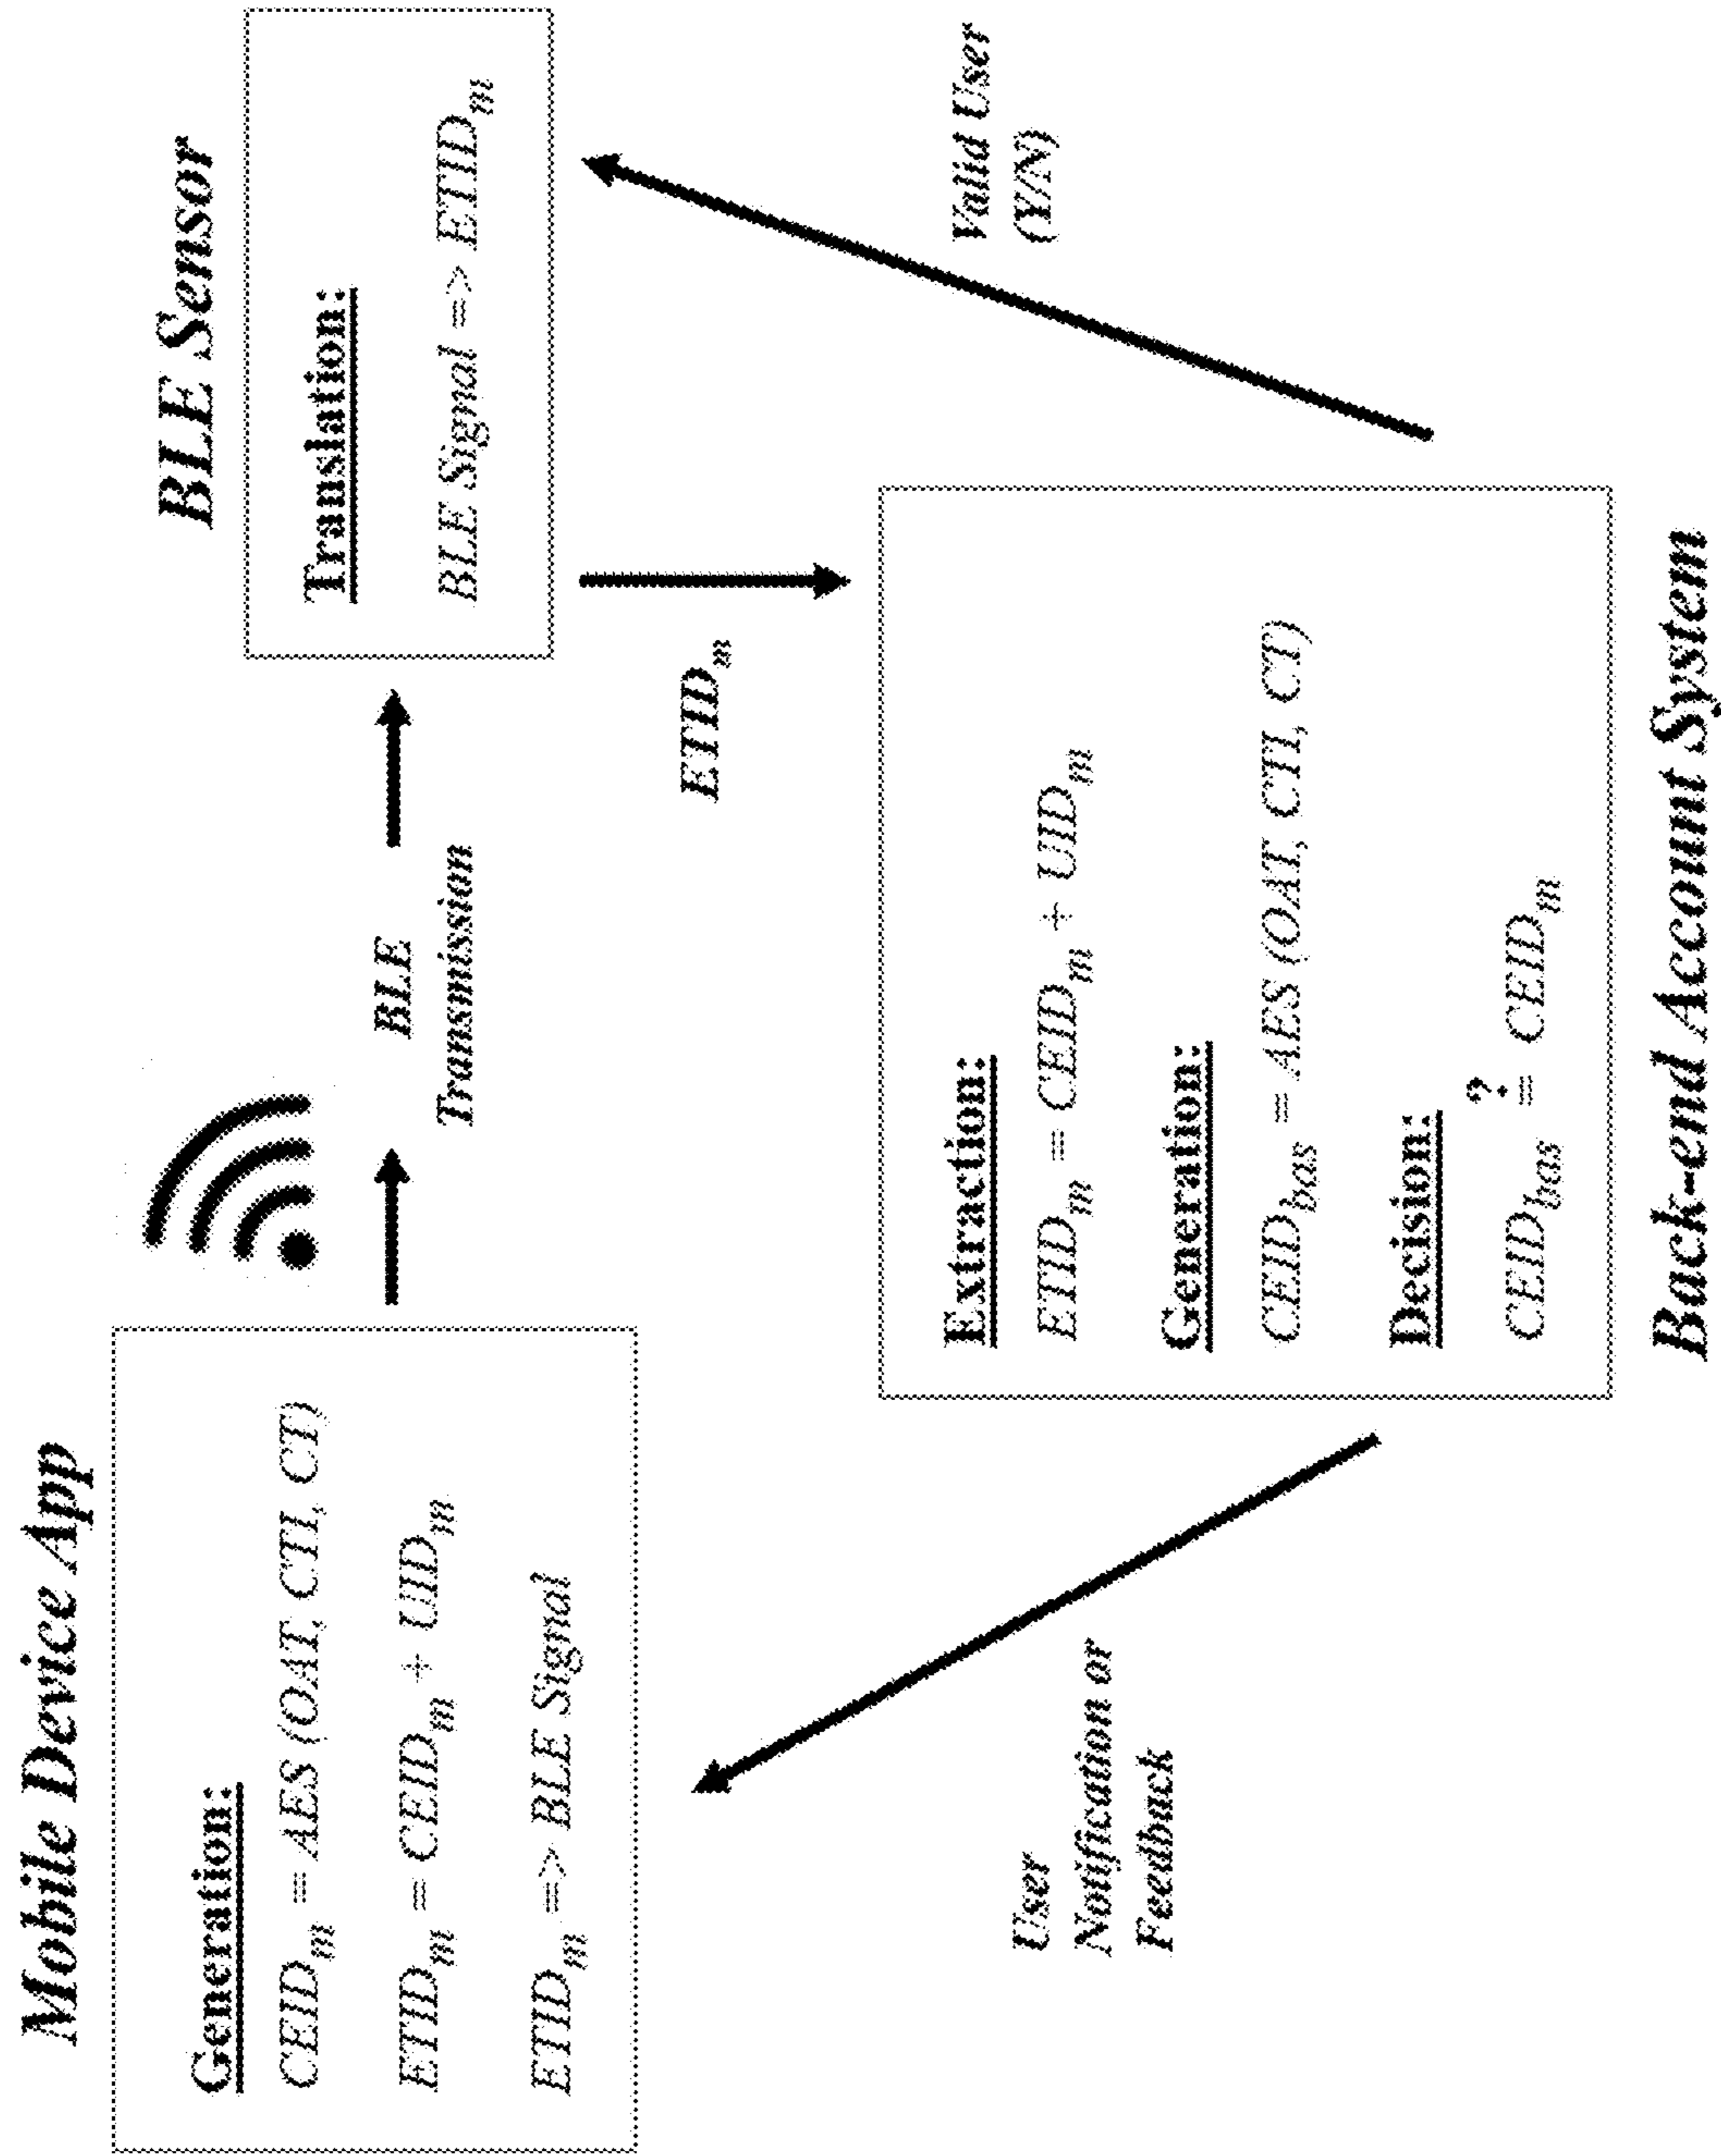 Mobile Device App
Generation:
CEID_m = AES (OAT, CTI, CT)
ETID_m = CEID_m + UID_m
ETID_m => BLE Signal
BLE
Transmission
BLE Sensor
Translation:
BLE Signal => ETID_m
ETID_m
Valid User
(Y/N)
User
Notification or
Feedback
Extraction:
ETID_m = CEID_m + UID_m
Generation:
CEID_bas = AES (OAT, CTI, CT)
Decision:
?
CEID_bas = CEID_m
Back-end Account System